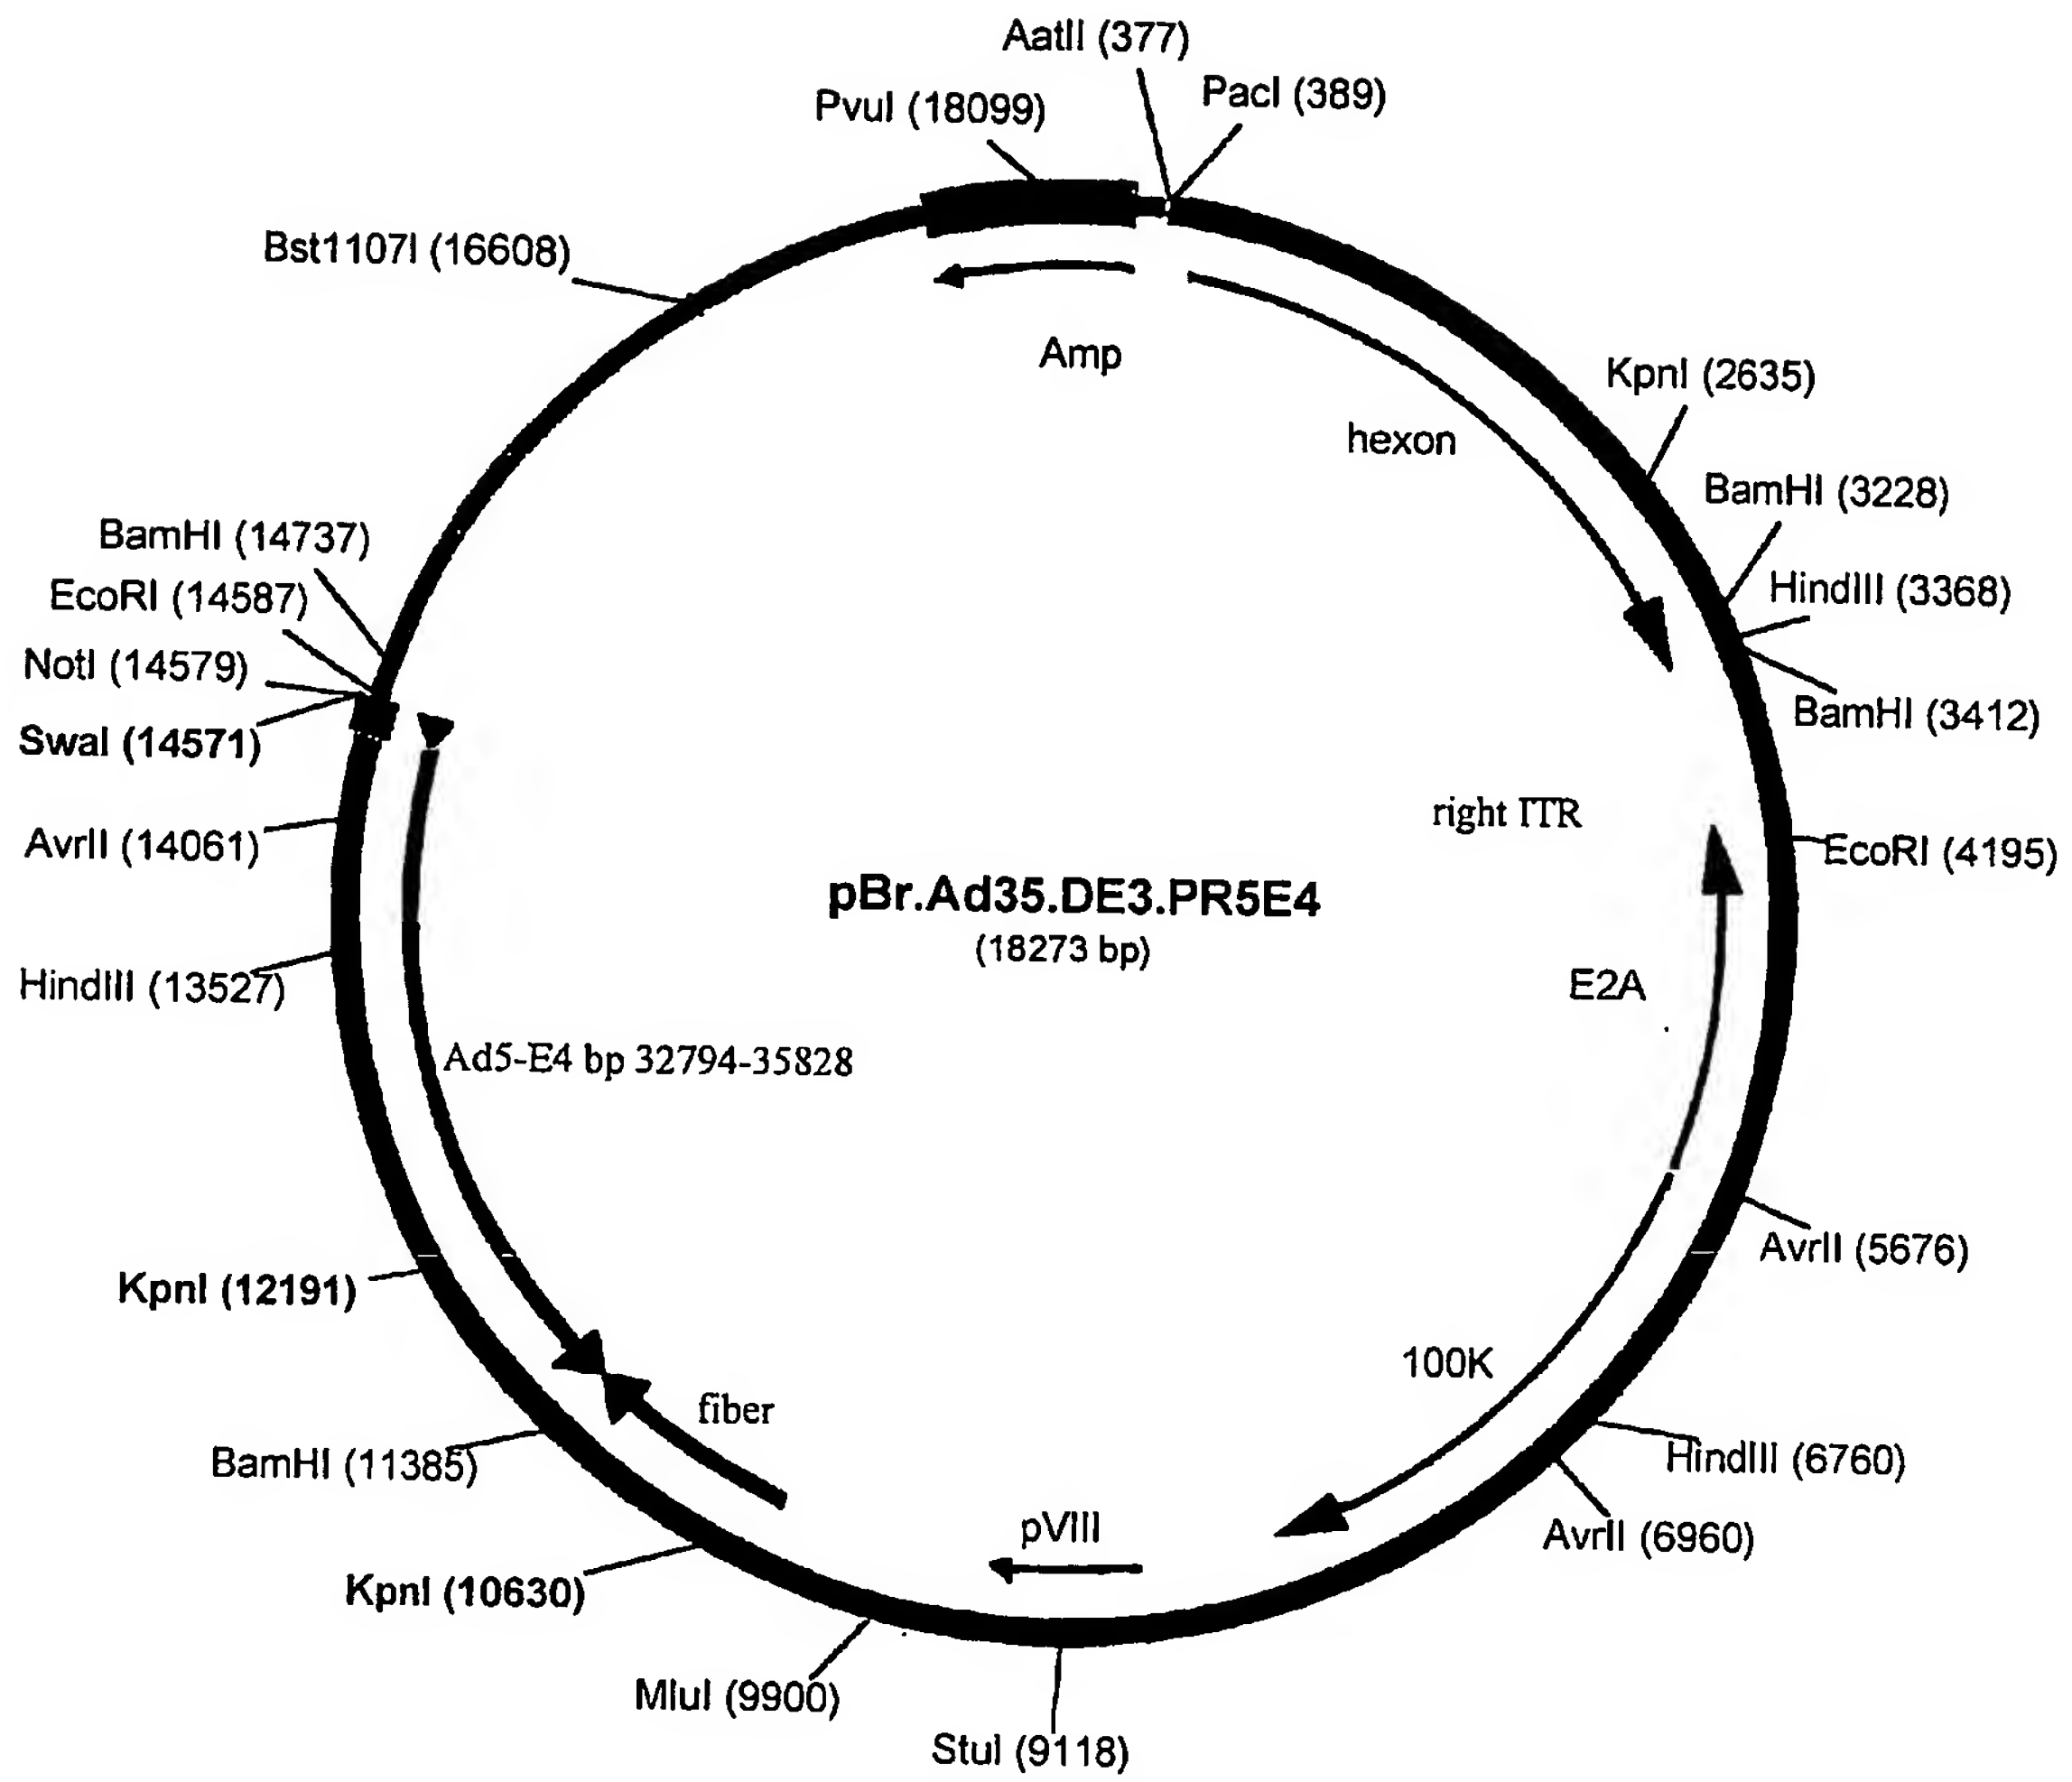 AatII (377)
PacI (389)
PvuI (18099)
Bst1107I (16608)
Amp
KpnI (2635)
hexon
BamHI (3228)
BamHI (14737)
HindIII (3368)
EcoRI (14587)
NotI (14579)
BamHI (3412)
SwaI (14571)
right ITR
AvrII (14061)
EcoRI (4195)
pBr.Ad35.DE3.PR5E4
(18273 bp)
HindIII (13527)
E2A
Ad5-E4 bp 32794-35828
AvrII (5676)
KpnI (12191)
100K
fiber
BamHI (11385)
HindIII (6760)
pVIII
AvrII (6960)
KpnI (10630)
MluI (9900)
StuI (9118)